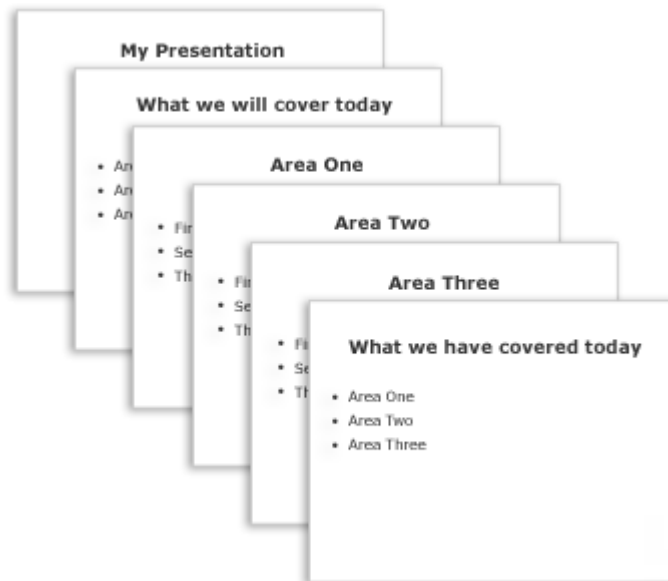 My Presentation
What we will cover today
Area One
Area Two
Area Three
What we have covered today
• Area One
• Area Two
• Area Three